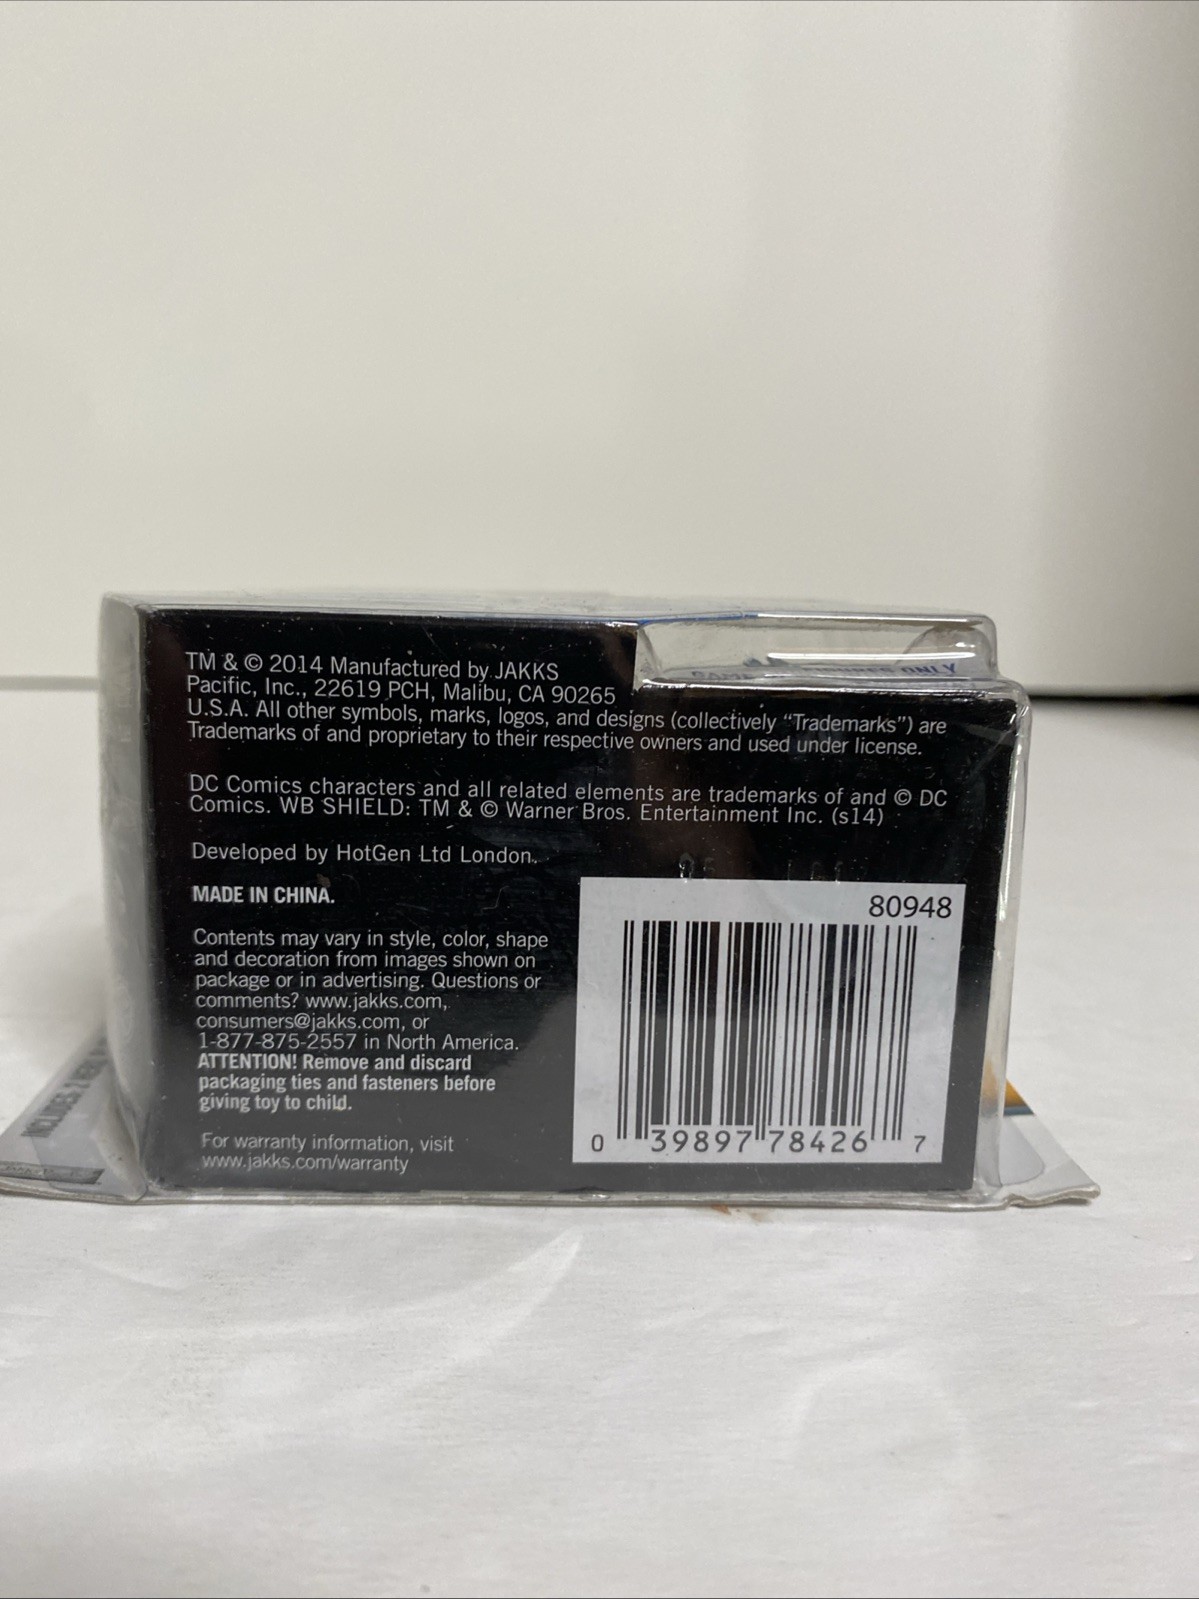 TM & © 2014 Manufactured by JAKKS
Pacific, Inc., 22619 PCH, Malibu, CA 90265
U.S.A. All other symbols, marks, logos, and designs (collectively “Trademarks”) are
Trademarks of and proprietary to their respective owners and used under license.
DC Comics characters and all related elements are trademarks of and © DC
Comics. WB SHIELD: TM & © Warner Bros. Entertainment Inc. (s14)
Developed by HotGen Ltd London.
MADE IN CHINA.
Contents may vary in style, color, shape
and decoration from images shown on
package or in advertising. Questions or
comments? www.jakks.com,
consumers@jakks.com, or
1-877-875-2557 in North America.
ATTENTION! Remove and discard
packaging ties and fasteners before
giving toy to child.
For warranty information, visit
www.jakks.com/warranty
80948
0 39897 78426 7
INCLUDES 2